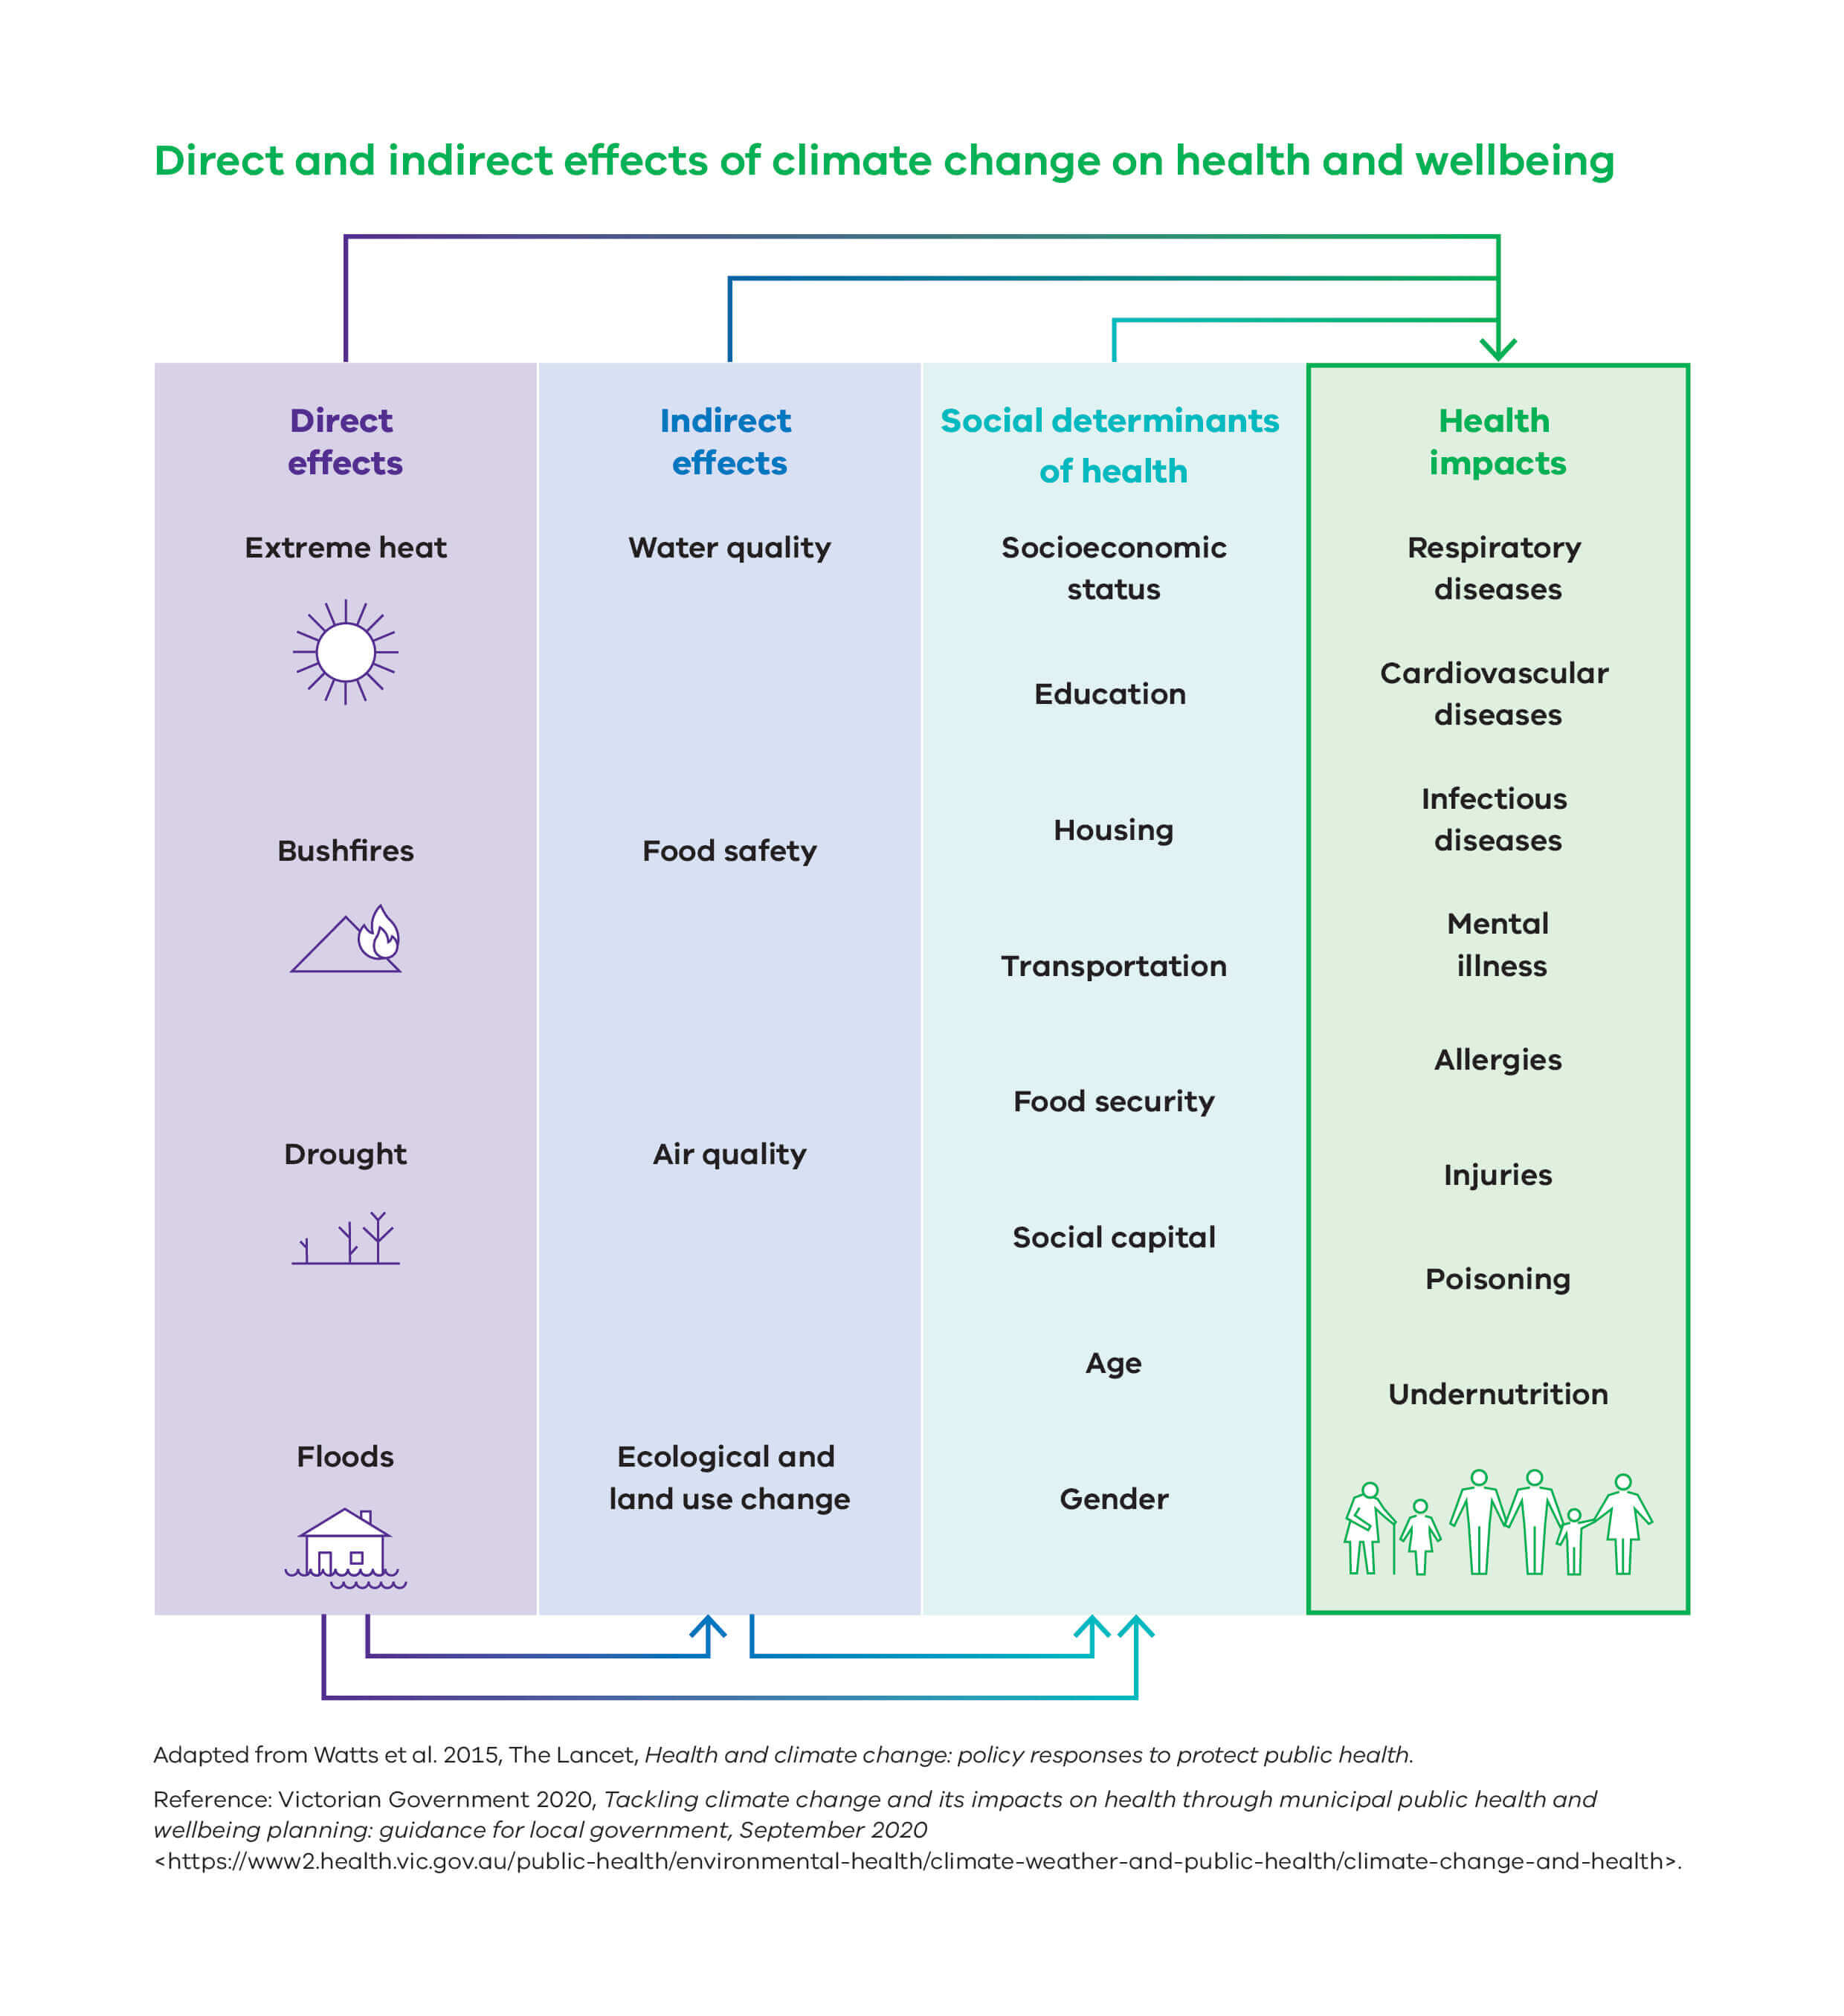 Direct and indirect effects of climate change on health and wellbeing
Direct
effects
Extreme heat
Bushfires
Drought
Floods
Indirect
effects
Water quality
Food safety
Air quality
Ecological and
land use change
Social determinants
of health
Socioeconomic
status
Education
Housing
Transportation
Food security
Social capital
Age
Gender
Health
impacts
Respiratory
diseases
Cardiovascular
diseases
Infectious
diseases
Mental
illness
Allergies
Injuries
Poisoning
Undernutrition
Adapted from Watts et al. 2015, The Lancet, Health and climate change: policy responses to protect public health.
Reference: Victorian Government 2020, Tackling climate change and its impacts on health through municipal public health and
wellbeing planning: guidance for local government, September 2020
<https://www2.health.vic.gov.au/public-health/environmental-health/climate-weather-and-public-health/climate-change-and-health>.